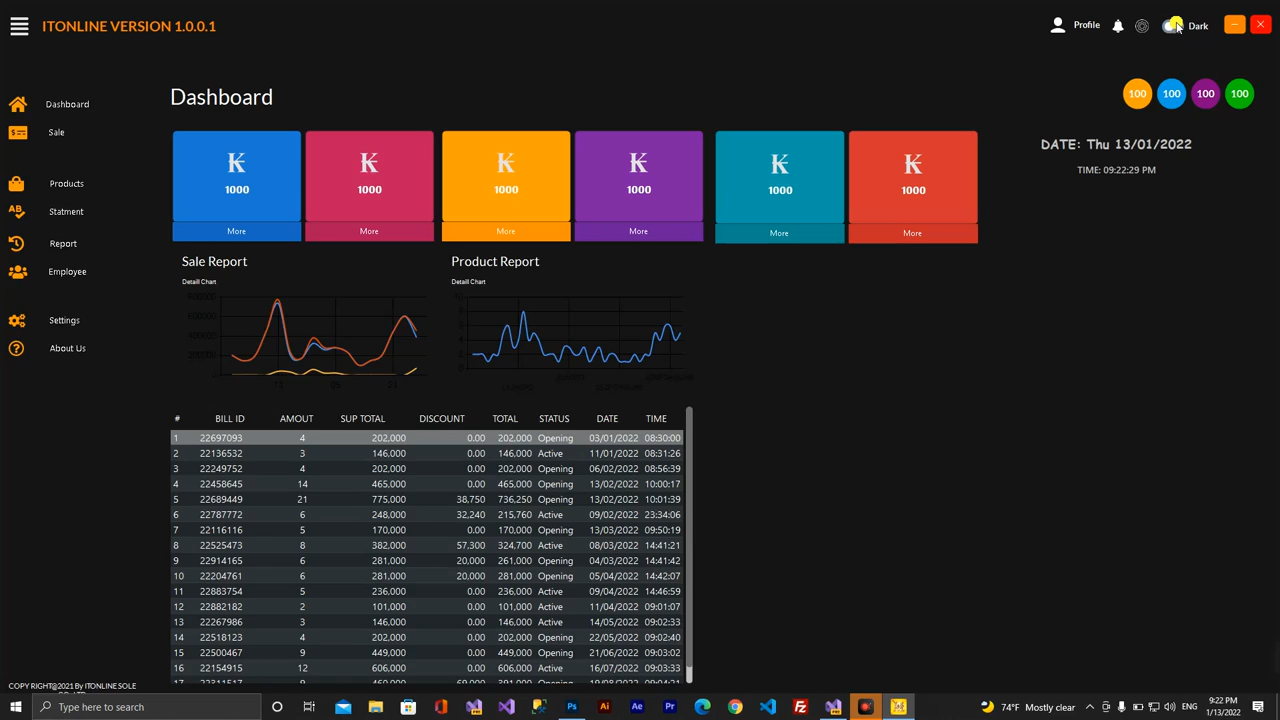 ITONLINE VERSION 1.0.0.1
Profile
Dark
Dashboard
Sale
Products
Statment
Report
Employee
Settings
About Us
COPY RIGHT@2021 By ITONLINE SOLE
Dashboard
100 100 100 100
DATE: Thu 13/01/2022
TIME: 09:22:29 PM
₭ ₭ ₭ ₭ ₭ ₭
1000 1000 1000 1000 1000 1000
More More More More More More
Sale Report
Detaill Chart
Product Report
Detaill Chart
# BILL ID AMOUT SUP TOTAL DISCOUNT TOTAL STATUS DATE TIME
1 22697093 4 202,000 0.00 202,000 Opening 03/01/2022 08:30:00
2 22136532 3 146,000 0.00 146,000 Active 11/01/2022 08:31:26
3 22249752 4 202,000 0.00 202,000 Opening 06/02/2022 08:56:39
4 22458645 14 465,000 0.00 465,000 Opening 13/02/2022 10:00:17
5 22689449 21 775,000 38,750 736,250 Opening 13/02/2022 10:01:39
6 22787772 6 248,000 32,240 215,760 Active 09/02/2022 23:34:06
7 22116116 5 170,000 0.00 170,000 Opening 13/03/2022 09:50:19
8 22525473 8 382,000 57,300 324,700 Active 08/03/2022 14:41:21
9 22914165 6 281,000 20,000 261,000 Opening 04/03/2022 14:41:42
10 22204761 6 281,000 20,000 281,000 Opening 05/04/2022 14:42:07
11 22883754 5 236,000 0.00 236,000 Active 09/04/2022 14:46:59
12 22882182 2 101,000 0.00 101,000 Active 11/04/2022 09:01:07
13 22267986 3 146,000 0.00 146,000 Active 14/05/2022 09:02:33
14 22518123 4 202,000 0.00 202,000 Opening 22/05/2022 09:02:40
15 22500467 9 449,000 0.00 449,000 Opening 21/06/2022 09:03:02
16 22154915 12 606,000 0.00 606,000 Active 16/07/2022 09:03:33
Type here to search
74°F Mostly clear
ENG
9:22 PM
1/13/2022